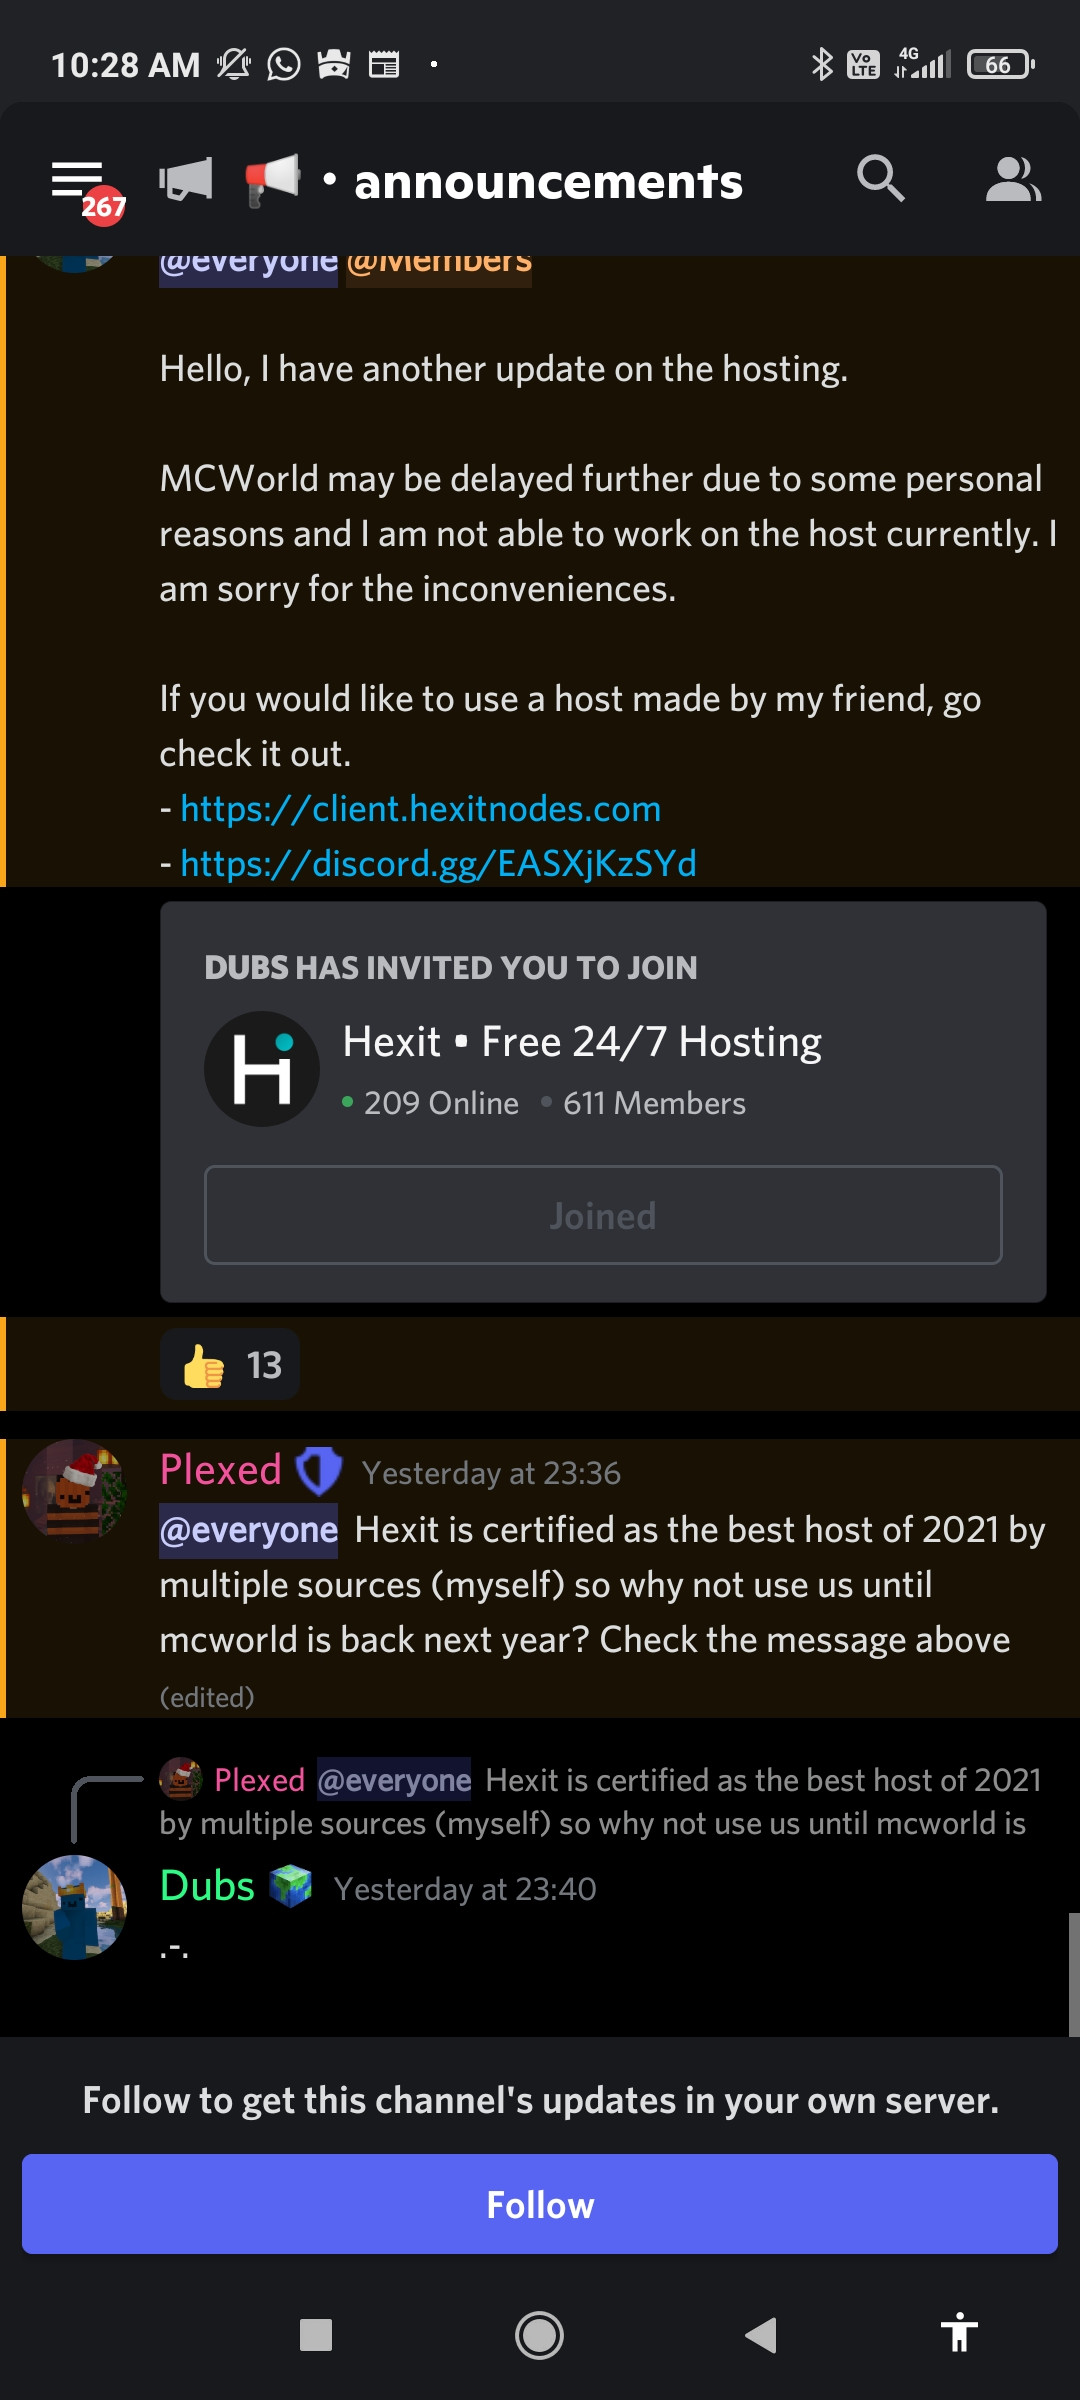 10:28 AM
Vo LTE 4G 66
267
• announcements
@everyone @Members
Hello, I have another update on the hosting.
MCWorld may be delayed further due to some personal
reasons and I am not able to work on the host currently. I
am sorry for the inconveniences.
If you would like to use a host made by my friend, go
check it out.
- https://client.hexitnodes.com
- https://discord.gg/EASXjKzSYd
DUBS HAS INVITED YOU TO JOIN
H
Hexit • Free 24/7 Hosting
209 Online 611 Members
Joined
13
Plexed Yesterday at 23:36
@everyone Hexit is certified as the best host of 2021 by
multiple sources (myself) so why not use us until
mcworld is back next year? Check the message above
(edited)
Plexed @everyone Hexit is certified as the best host of 2021
by multiple sources (myself) so why not use us until mcworld is
Dubs Yesterday at 23:40
.-.
Follow to get this channel's updates in your own server.
Follow